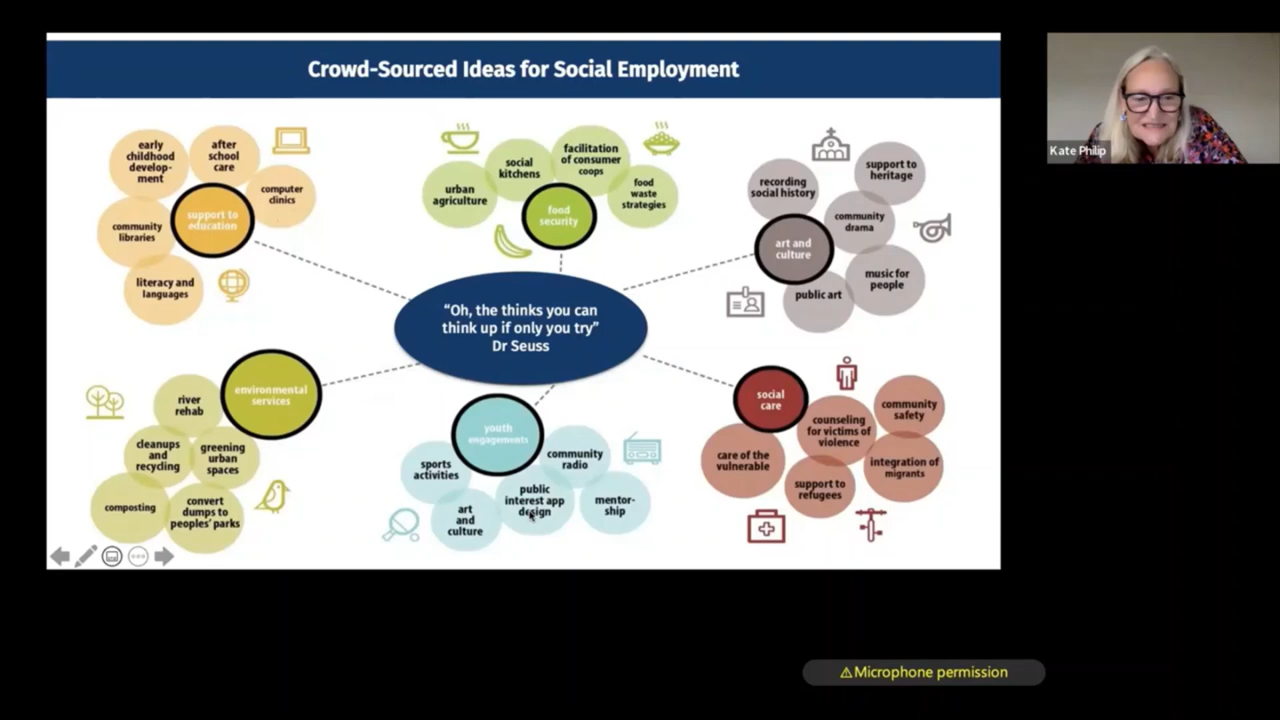 Crowd-Sourced Ideas for Social Employment
early
childhood
develop-
ment
after
school
care
computer
clinics
support to
education
community
libraries
literacy and
languages
urban
agriculture
social
kitchens
facilitation
of consumer
coops
food
waste
strategies
food
security
recording
social history
support to
heritage
community
drama
art and
culture
music for
people
public art
“Oh, the thinks you can
think up if only you try”
Dr Seuss
environmental
services
river
rehab
cleanups
and
recycling
greening
urban
spaces
composting
convert
dumps to
peoples’ parks
youth
engagements
sports
activities
community
radio
art
and
culture
public
interest app
design
mentor-
ship
social
care
care of the
vulnerable
counseling
for victims of
violence
community
safety
support to
refugees
integration of
migrants
Kate Philip
⚠Microphone permission